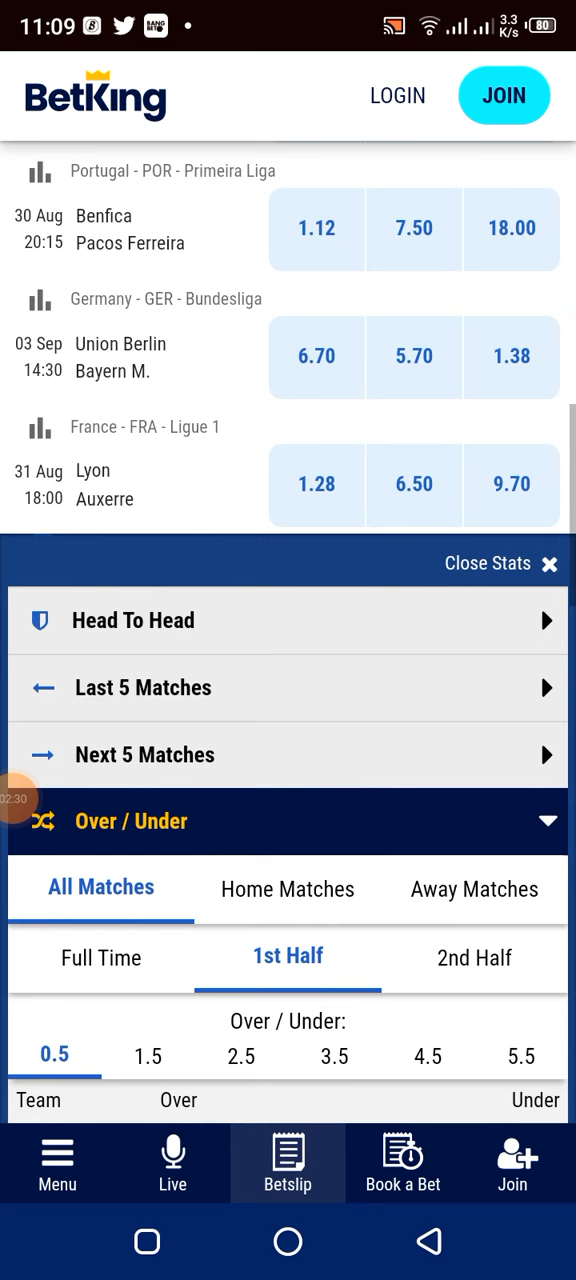 11:09 3.3 K/s 80
BANG BET
BetKing LOGIN JOIN
Portugal - POR - Primeira Liga
30 Aug Benfica 1.12 7.50 18.00
20:15 Pacos Ferreira
Germany - GER - Bundesliga
03 Sep Union Berlin 6.70 5.70 1.38
14:30 Bayern M.
France - FRA - Ligue 1
31 Aug Lyon 1.28 6.50 9.70
18:00 Auxerre
Close Stats
Head To Head
Last 5 Matches
Next 5 Matches
02:30
Over / Under
All Matches Home Matches Away Matches
Full Time 1st Half 2nd Half
Over / Under:
0.5 1.5 2.5 3.5 4.5 5.5
Team Over Under
Menu Live Betslip Book a Bet Join